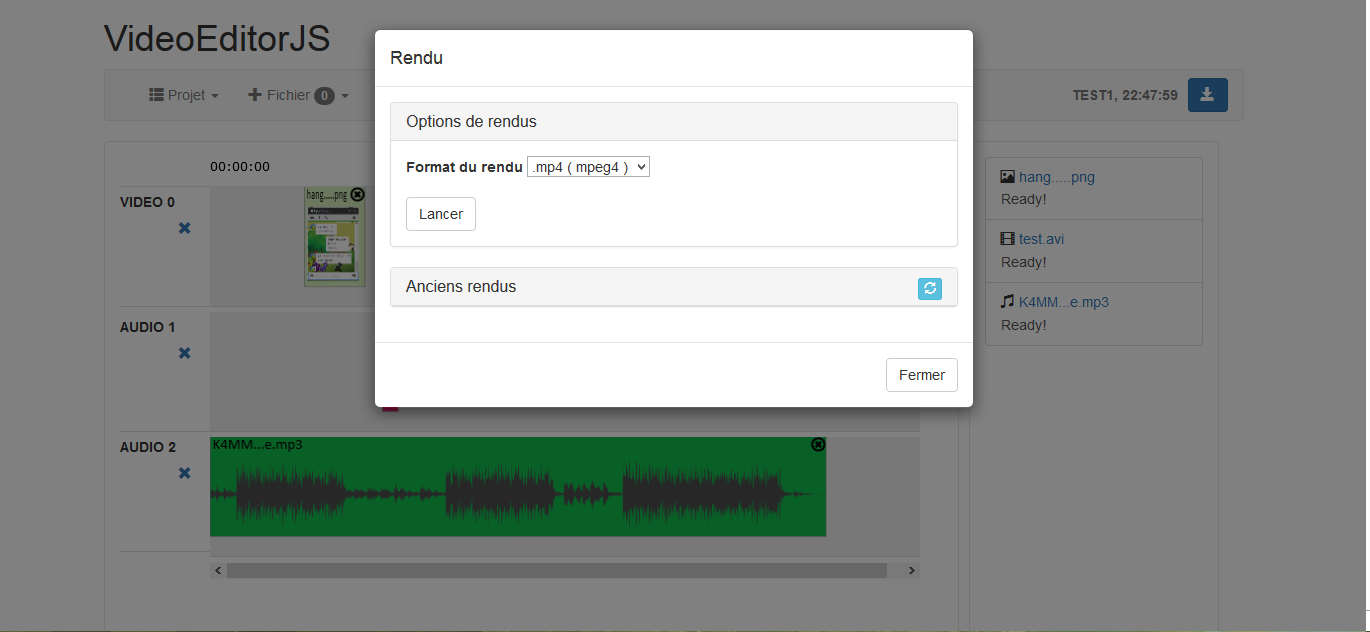 VideoEditorJS
Projet
Fichier 0
TEST1, 22:47:59
Rendu
Options de rendus
Format du rendu .mp4 ( mpeg4 )
Lancer
Anciens rendus
Fermer
00:00:00
VIDEO 0
hang.....png
AUDIO 1
AUDIO 2
K4MM...e.mp3
hang.....png
Ready!
test.avi
Ready!
K4MM...e.mp3
Ready!